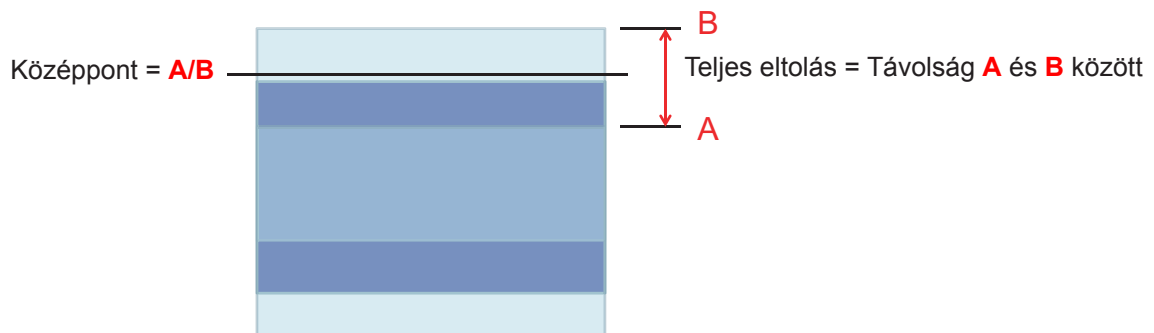 B
Középpont = A/B
Teljes eltolás = Távolság A és B között
A